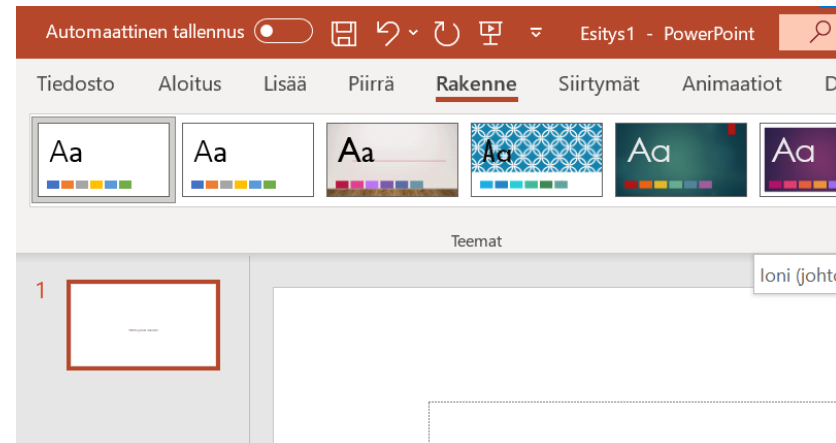 Automaattinen tallennus Esitys1 - PowerPoint
Tiedosto Aloitus Lisää Piirrä Rakenne Siirtymät Animaatiot D
Aa Aa Aa Aa Aa Aa
Teemat
Ioni (johto
1